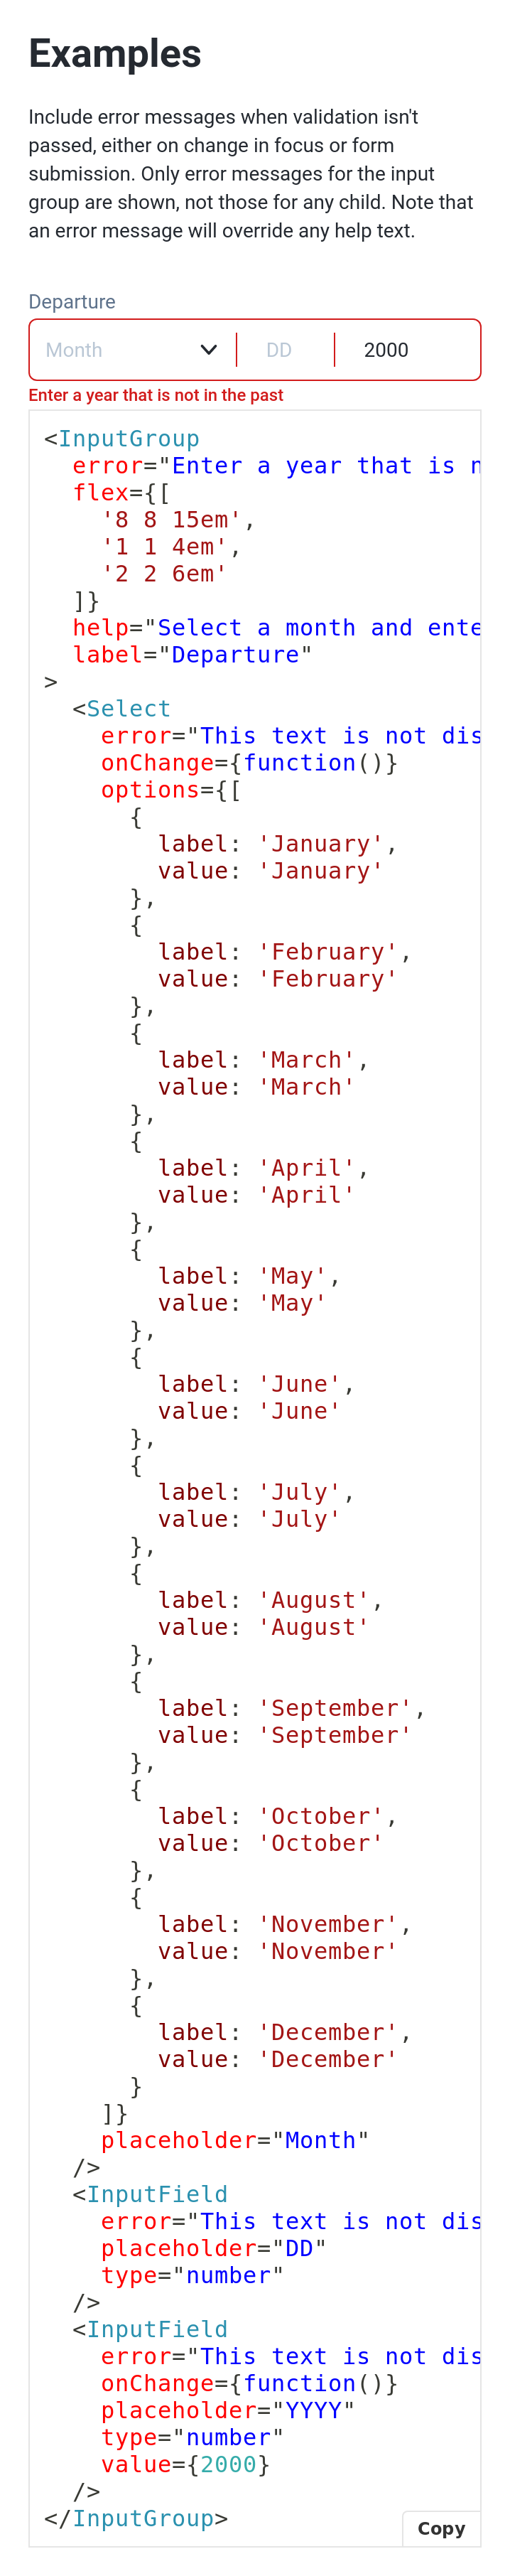 Examples
Include error messages when validation isn't
passed, either on change in focus or form
submission. Only error messages for the input
group are shown, not those for any child. Note that
an error message will override any help text.
Departure
Month DD 2000
Enter a year that is not in the past
<InputGroup
  error="Enter a year that is n
  flex={[
    '8 8 15em',
    '1 1 4em',
    '2 2 6em'
  ]}
  help="Select a month and ente
  label="Departure"
>
  <Select
    error="This text is not dis
    onChange={function()}
    options={[
      {
        label: 'January',
        value: 'January'
      },
      {
        label: 'February',
        value: 'February'
      },
      {
        label: 'March',
        value: 'March'
      },
      {
        label: 'April',
        value: 'April'
      },
      {
        label: 'May',
        value: 'May'
      },
      {
        label: 'June',
        value: 'June'
      },
      {
        label: 'July',
        value: 'July'
      },
      {
        label: 'August',
        value: 'August'
      },
      {
        label: 'September',
        value: 'September'
      },
      {
        label: 'October',
        value: 'October'
      },
      {
        label: 'November',
        value: 'November'
      },
      {
        label: 'December',
        value: 'December'
      }
    ]}
    placeholder="Month"
  />
  <InputField
    error="This text is not dis
    placeholder="DD"
    type="number"
  />
  <InputField
    error="This text is not dis
    onChange={function()}
    placeholder="YYYY"
    type="number"
    value={2000}
  />
</InputGroup>
Copy